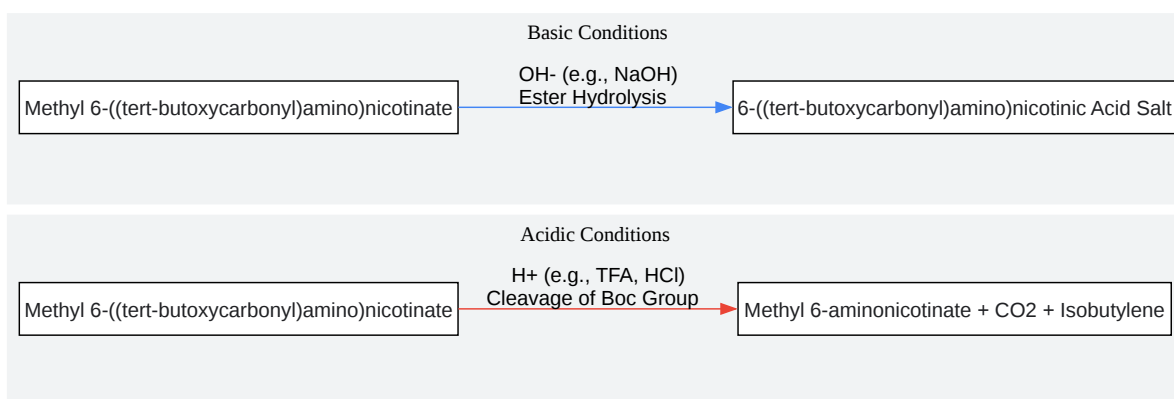 Basic Conditions
OH- (e.g., NaOH)
Ester Hydrolysis
Methyl 6-((tert-butoxycarbonyl)amino)nicotinate
6-((tert-butoxycarbonyl)amino)nicotinic Acid Salt
Acidic Conditions
H+ (e.g., TFA, HCl)
Cleavage of Boc Group
Methyl 6-((tert-butoxycarbonyl)amino)nicotinate
Methyl 6-aminonicotinate + CO2 + Isobutylene